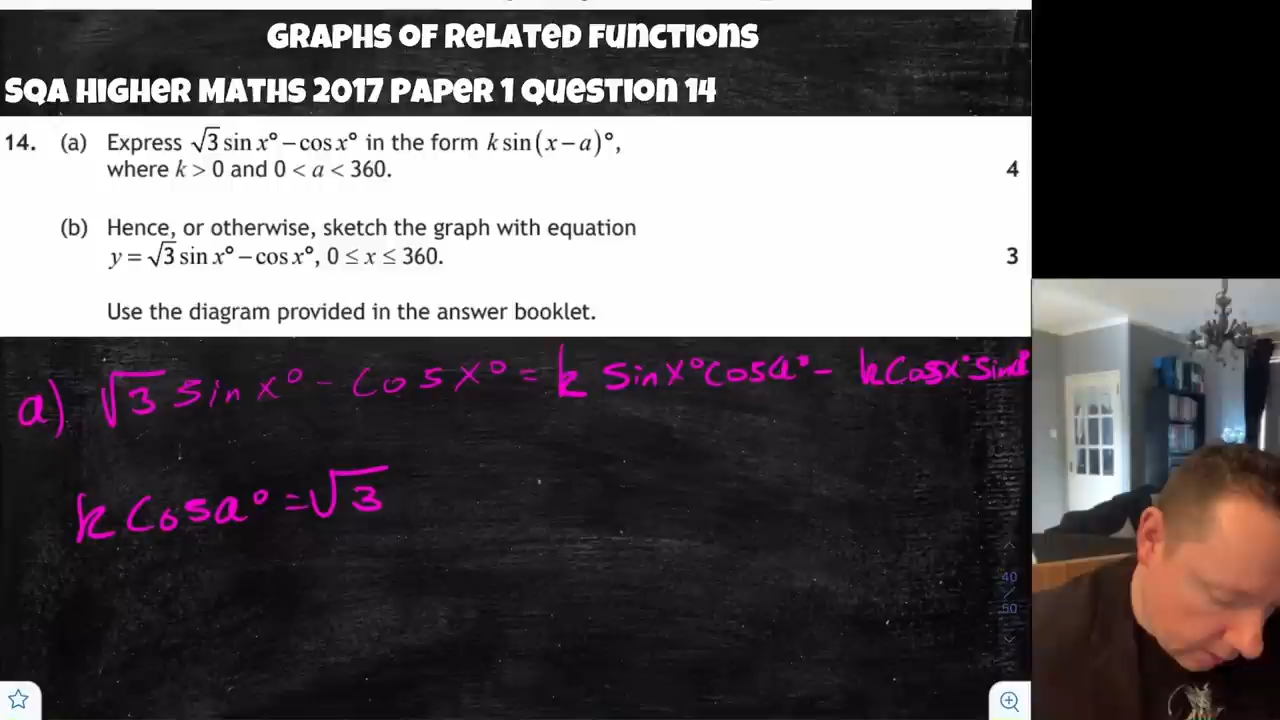 GRAPHS OF RELATED FUNCTIONS
SQA HIGHER MATHS 2017 PAPER 1 QUESTION 14
14. (a) Express √3 sin x° − cos x° in the form k sin(x − a)°,
where k > 0 and 0 < a < 360. 4
(b) Hence, or otherwise, sketch the graph with equation
y = √3 sin x° − cos x°, 0 ≤ x ≤ 360. 3
Use the diagram provided in the answer booklet.
a) √3 sin x° − cos x° = k sin x° cos a° − k cos x° sin a°
k cos a° = √3
40
/
50